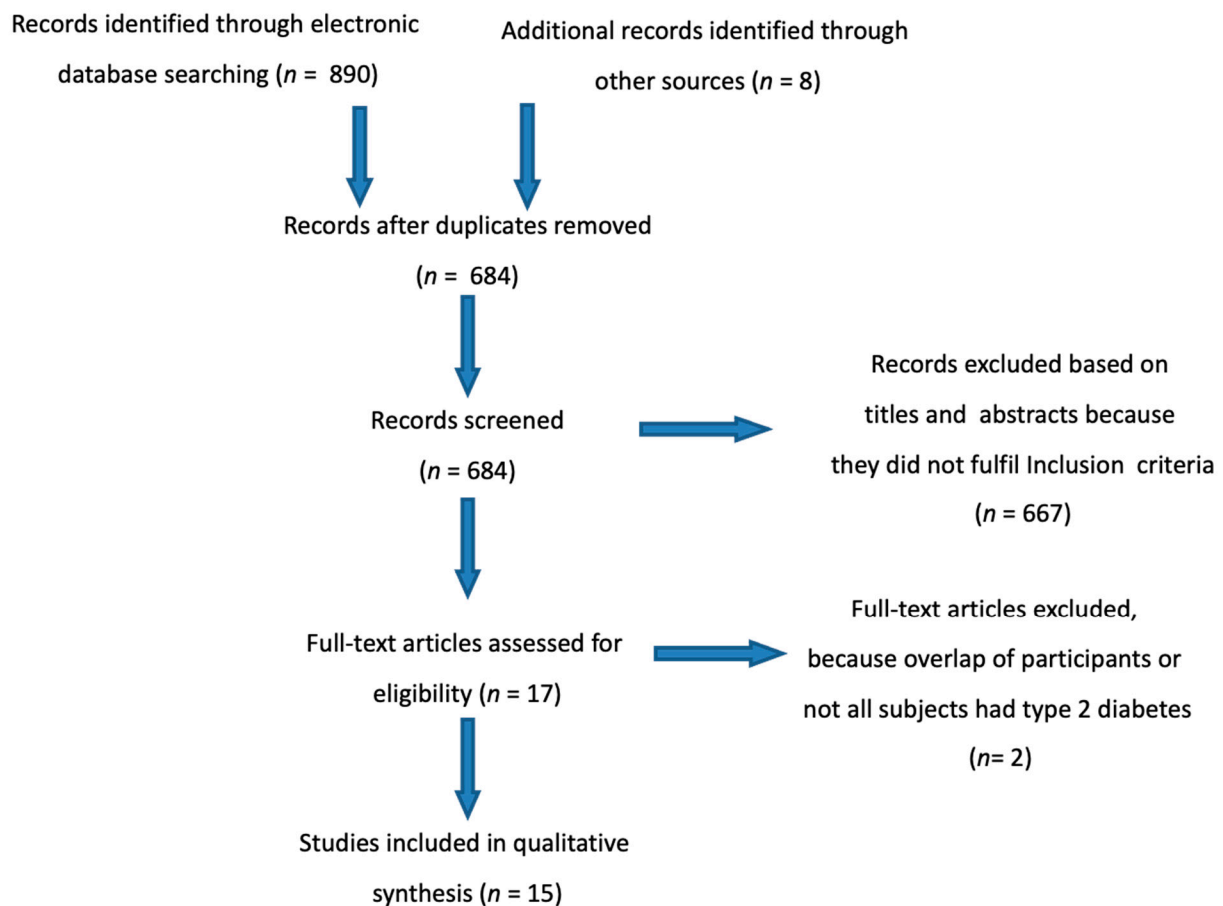 Records identified through electronic
database searching (n = 890)
Additional records identified through
other sources (n = 8)
Records after duplicates removed
(n = 684)
Records screened
(n = 684)
Records excluded based on
titles and abstracts because
they did not fulfil Inclusion criteria
(n = 667)
Full-text articles assessed for
eligibility (n = 17)
Full-text articles excluded,
because overlap of participants or
not all subjects had type 2 diabetes
(n= 2)
Studies included in qualitative
synthesis (n = 15)